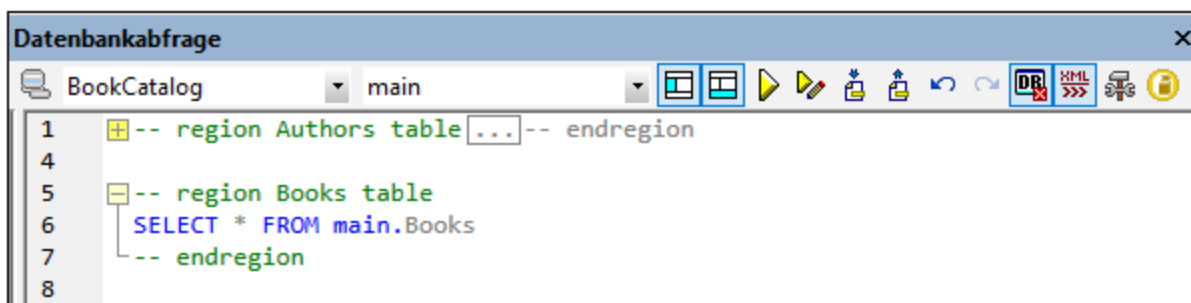 Datenbankabfrage
BookCatalog main DB XML
1 -- region Authors table ... -- endregion
4
5 -- region Books table
6 SELECT * FROM main.Books
7 -- endregion
8